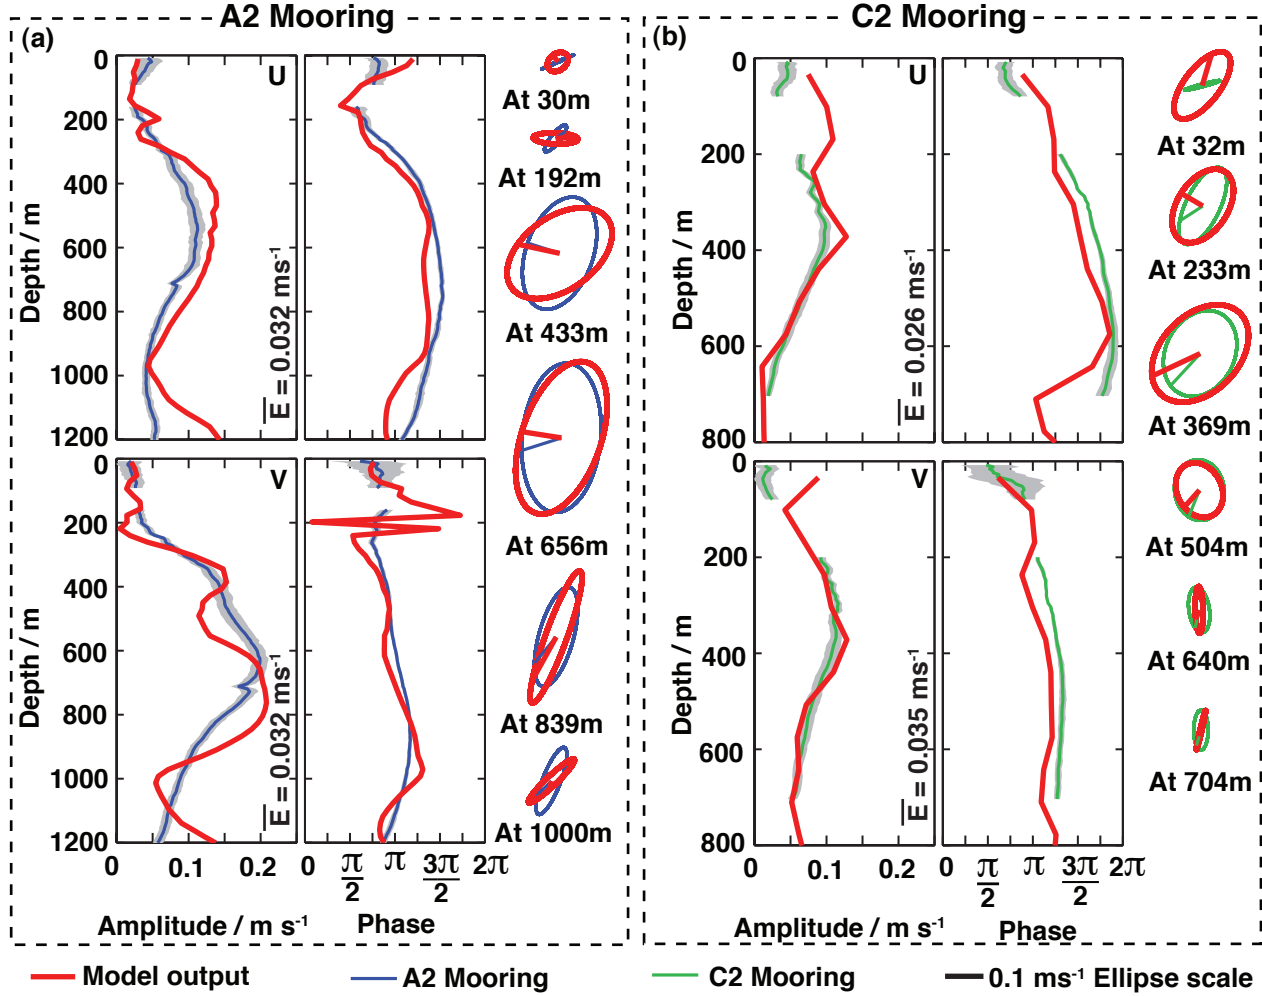 A2 Mooring
C2 Mooring
(a)
0
200
400
600
800
1000
1200
Depth / m
U
E = 0.032 ms⁻¹
0
200
400
600
800
1000
1200
Depth / m
V
E = 0.032 ms⁻¹
0 0.1 0.2
Amplitude / m s⁻¹
0 π/2 π 3π/2 2π
Phase
At 30m
At 192m
At 433m
At 656m
At 839m
At 1000m
(b)
0
200
400
600
800
Depth / m
U
E = 0.026 ms⁻¹
0
200
400
600
800
Depth / m
V
E = 0.035 ms⁻¹
0 0.1 0.2
Amplitude / m s⁻¹
0 π/2 π 3π/2 2π
Phase
At 32m
At 233m
At 369m
At 504m
At 640m
At 704m
Model output
A2 Mooring
C2 Mooring
0.1 ms⁻¹ Ellipse scale